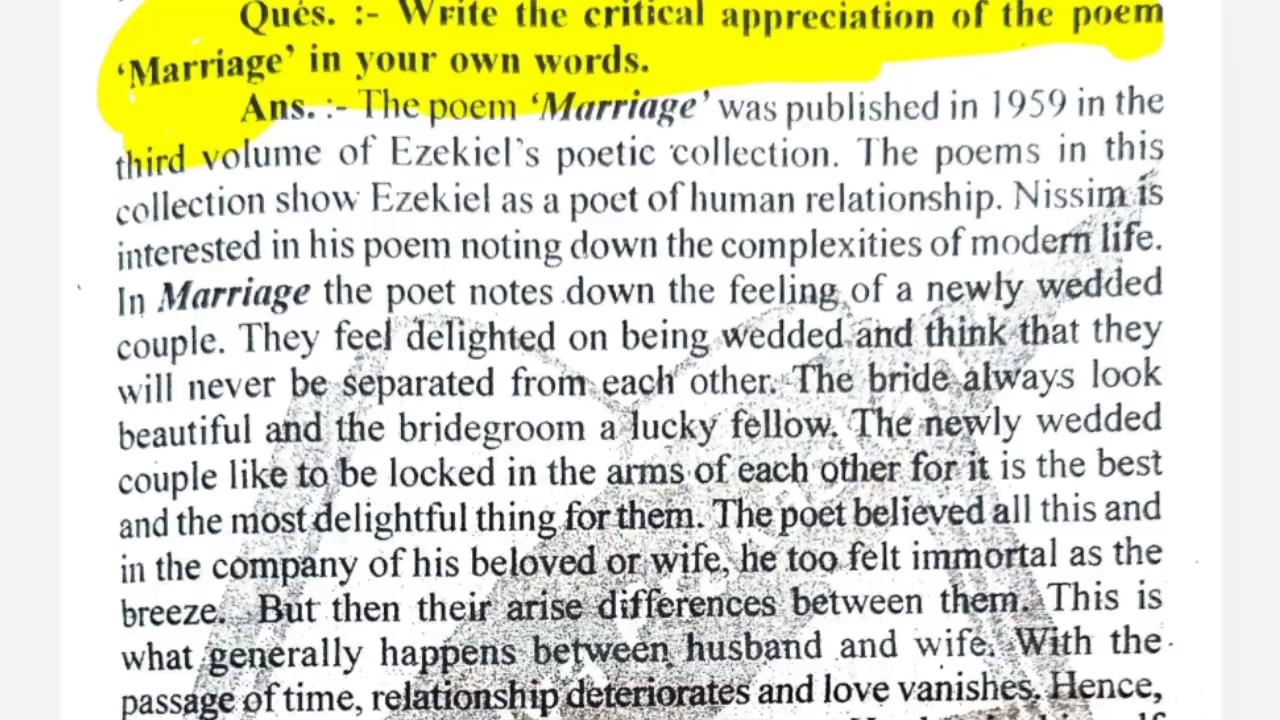 Ques. :- Write the critical appreciation of the poem
‘Marriage’ in your own words.
Ans. :- The poem ‘Marriage’ was published in 1959 in the
third volume of Ezekiel’s poetic collection. The poems in this
collection show Ezekiel as a poet of human relationship. Nissim is
interested in his poem noting down the complexities of modern life.
In Marriage the poet notes down the feeling of a newly wedded
couple. They feel delighted on being wedded and think that they
will never be separated from each other. The bride always look
beautiful and the bridegroom a lucky fellow. The newly wedded
couple like to be locked in the arms of each other for it is the best
and the most delightful thing for them. The poet believed all this and
in the company of his beloved or wife, he too felt immortal as the
breeze. But then their arise differences between them. This is
what generally happens between husband and wife. With the
passage of time, relationship deteriorates and love vanishes. Hence,